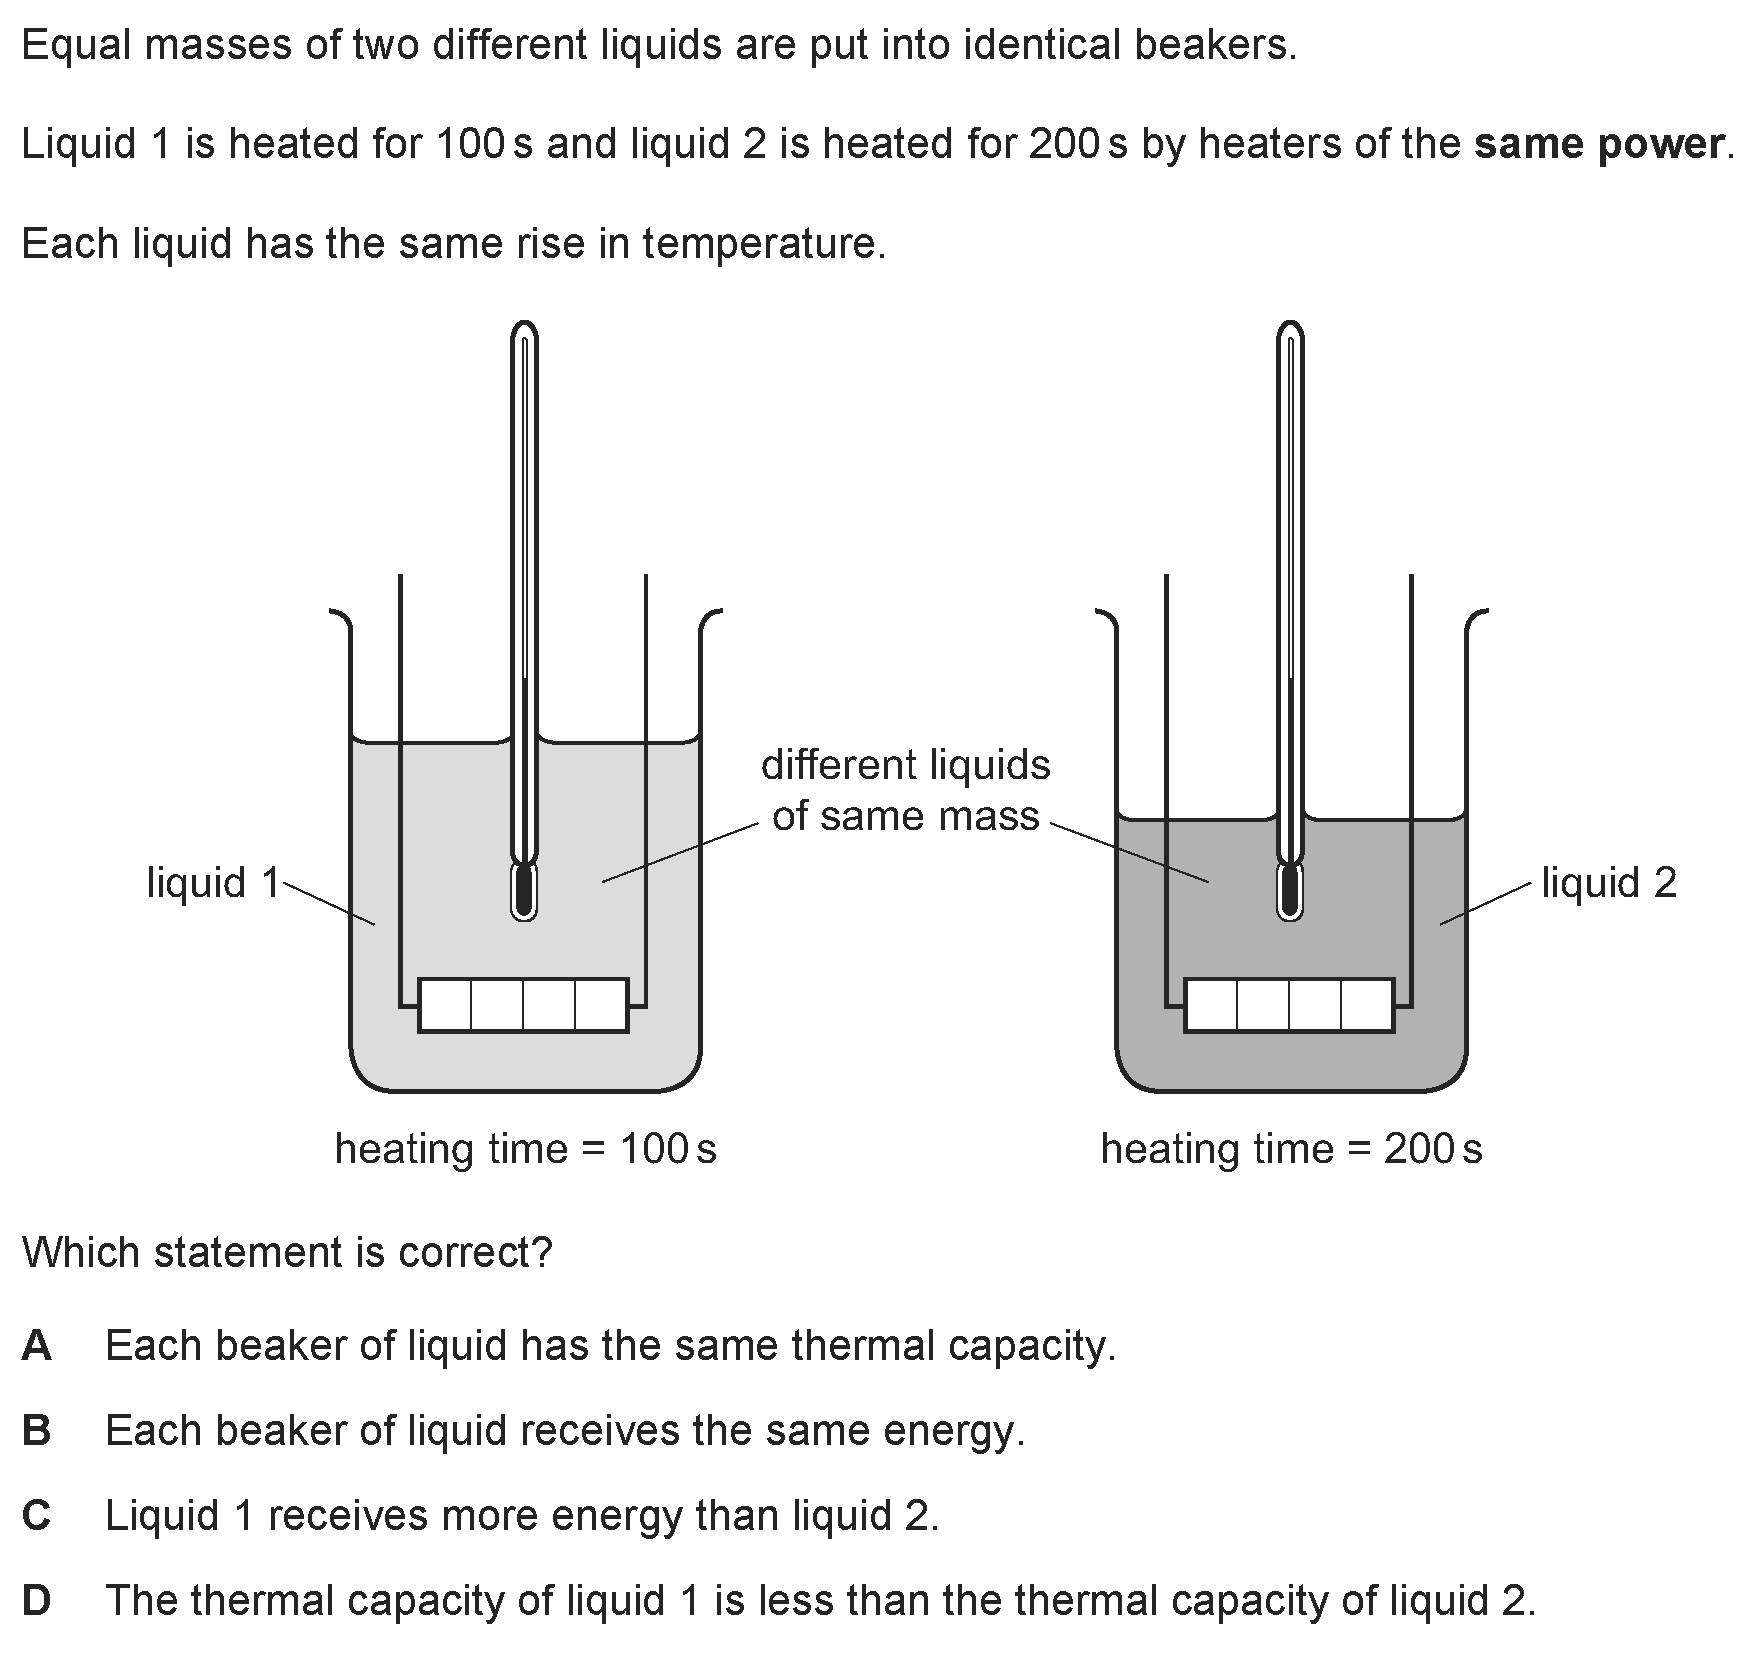 Equal masses of two different liquids are put into identical beakers.
Liquid 1 is heated for 100 s and liquid 2 is heated for 200 s by heaters of the same power.
Each liquid has the same rise in temperature.
different liquids
of same mass
liquid 1
liquid 2
heating time = 100 s
heating time = 200 s
Which statement is correct?
A Each beaker of liquid has the same thermal capacity.
B Each beaker of liquid receives the same energy.
C Liquid 1 receives more energy than liquid 2.
D The thermal capacity of liquid 1 is less than the thermal capacity of liquid 2.